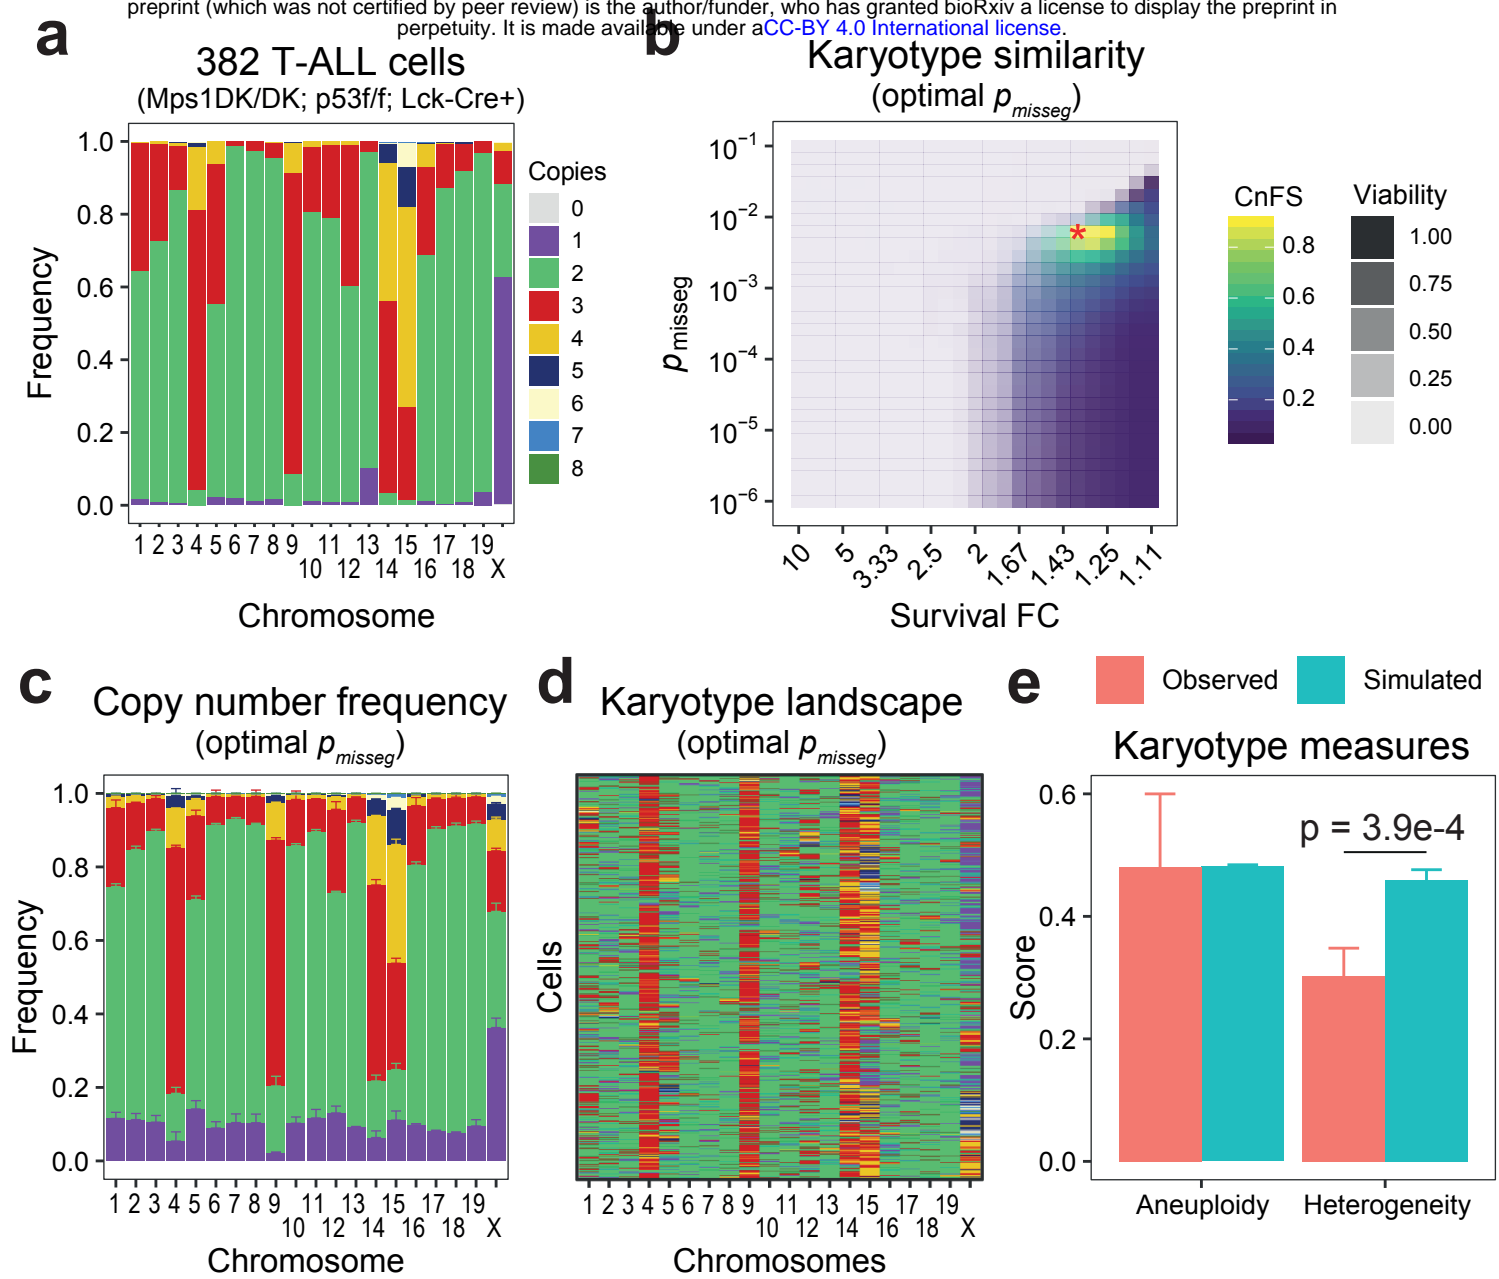 preprint (which was not certified by peer review) is the author/funder, who has granted bioRxiv a license to display the preprint in
perpetuity. It is made available under aCC-BY 4.0 International license.
a
382 T-ALL cells
(Mps1DK/DK; p53f/f; Lck-Cre+)
Frequency
1.0
0.8
0.6
0.4
0.2
0.0
1 2 3 4 5 6 7 8 9 11 13 15 17 19
10 12 14 16 18 X
Chromosome
Copies
0
1
2
3
4
5
6
7
8
b
Karyotype similarity
(optimal p misseg)
p misseg
10−1
10−2
10−3
10−4
10−5
10−6
*
10 5 3.33 2.5 2 1.67 1.43 1.25 1.11
Survival FC
CnFS
0.8
0.6
0.4
0.2
Viability
1.00
0.75
0.50
0.25
0.00
c
Copy number frequency
(optimal p misseg)
Frequency
1.0
0.8
0.6
0.4
0.2
0.0
1 2 3 4 5 6 7 8 9 11 13 15 17 19
10 12 14 16 18 X
Chromosome
d
Karyotype landscape
(optimal p misseg)
Cells
1 2 3 4 5 6 7 8 9 11 13 15 17 19
10 12 14 16 18 X
Chromosomes
e
Observed Simulated
Karyotype measures
Score
0.6
0.4
0.2
0.0
p = 3.9e-4
Aneuploidy Heterogeneity